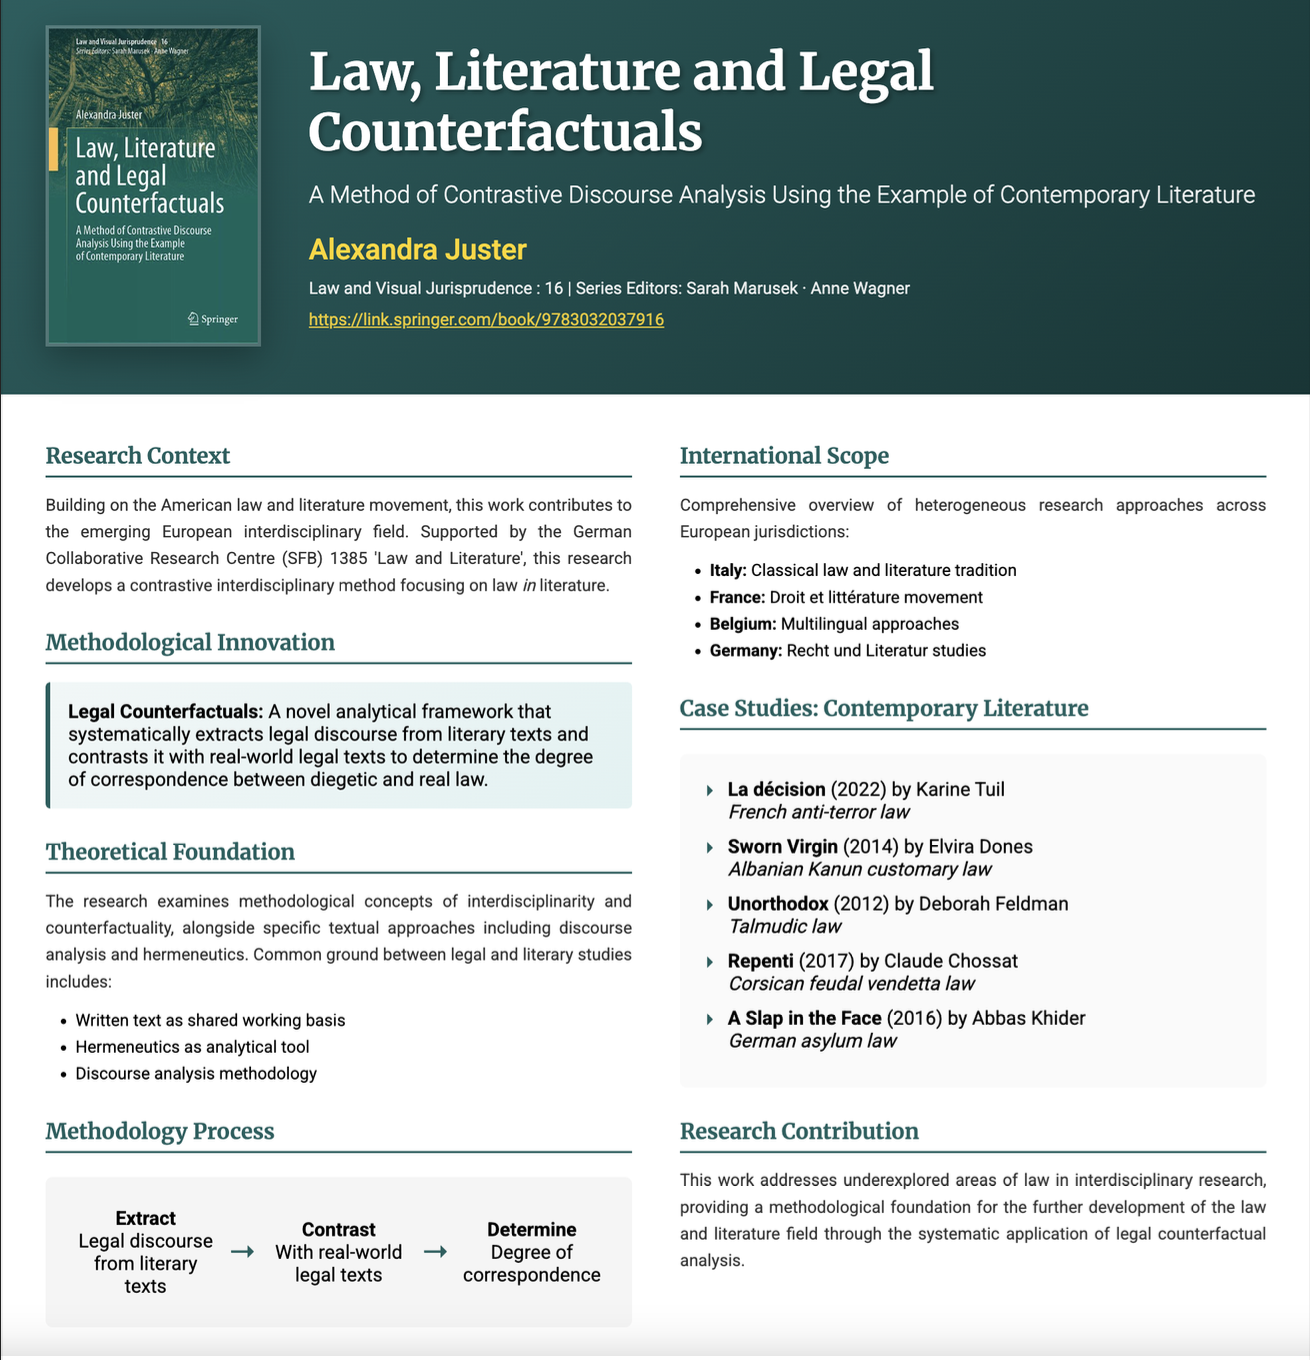 Law and Visual Jurisprudence 16
Series Editors: Sarah Marusek · Anne Wagner
Alexandra Juster
Law, Literature
and Legal
Counterfactuals
A Method of Contrastive Discourse
Analysis Using the Example
of Contemporary Literature
Springer
Law, Literature and Legal
Counterfactuals
A Method of Contrastive Discourse Analysis Using the Example of Contemporary Literature
Alexandra Juster
Law and Visual Jurisprudence : 16 | Series Editors: Sarah Marusek · Anne Wagner
https://link.springer.com/book/9783032037916
Research Context
Building on the American law and literature movement, this work contributes to
the emerging European interdisciplinary field. Supported by the German
Collaborative Research Centre (SFB) 1385 'Law and Literature', this research
develops a contrastive interdisciplinary method focusing on law in literature.
Methodological Innovation
Legal Counterfactuals: A novel analytical framework that
systematically extracts legal discourse from literary texts and
contrasts it with real-world legal texts to determine the degree
of correspondence between diegetic and real law.
Theoretical Foundation
The research examines methodological concepts of interdisciplinarity and
counterfactuality, alongside specific textual approaches including discourse
analysis and hermeneutics. Common ground between legal and literary studies
includes:
• Written text as shared working basis
• Hermeneutics as analytical tool
• Discourse analysis methodology
Methodology Process
Extract
Legal discourse
from literary
texts
→
Contrast
With real-world
legal texts
→
Determine
Degree of
correspondence
International Scope
Comprehensive overview of heterogeneous research approaches across
European jurisdictions:
• Italy: Classical law and literature tradition
• France: Droit et littérature movement
• Belgium: Multilingual approaches
• Germany: Recht und Literatur studies
Case Studies: Contemporary Literature
La décision (2022) by Karine Tuil
French anti-terror law
Sworn Virgin (2014) by Elvira Dones
Albanian Kanun customary law
Unorthodox (2012) by Deborah Feldman
Talmudic law
Repenti (2017) by Claude Chossat
Corsican feudal vendetta law
A Slap in the Face (2016) by Abbas Khider
German asylum law
Research Contribution
This work addresses underexplored areas of law in interdisciplinary research,
providing a methodological foundation for the further development of the law
and literature field through the systematic application of legal counterfactual
analysis.